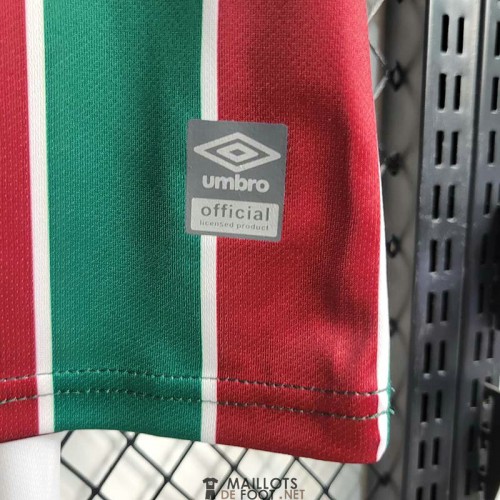 umbro
official
licensed product
MAILLOTS
DE FOOT.NET